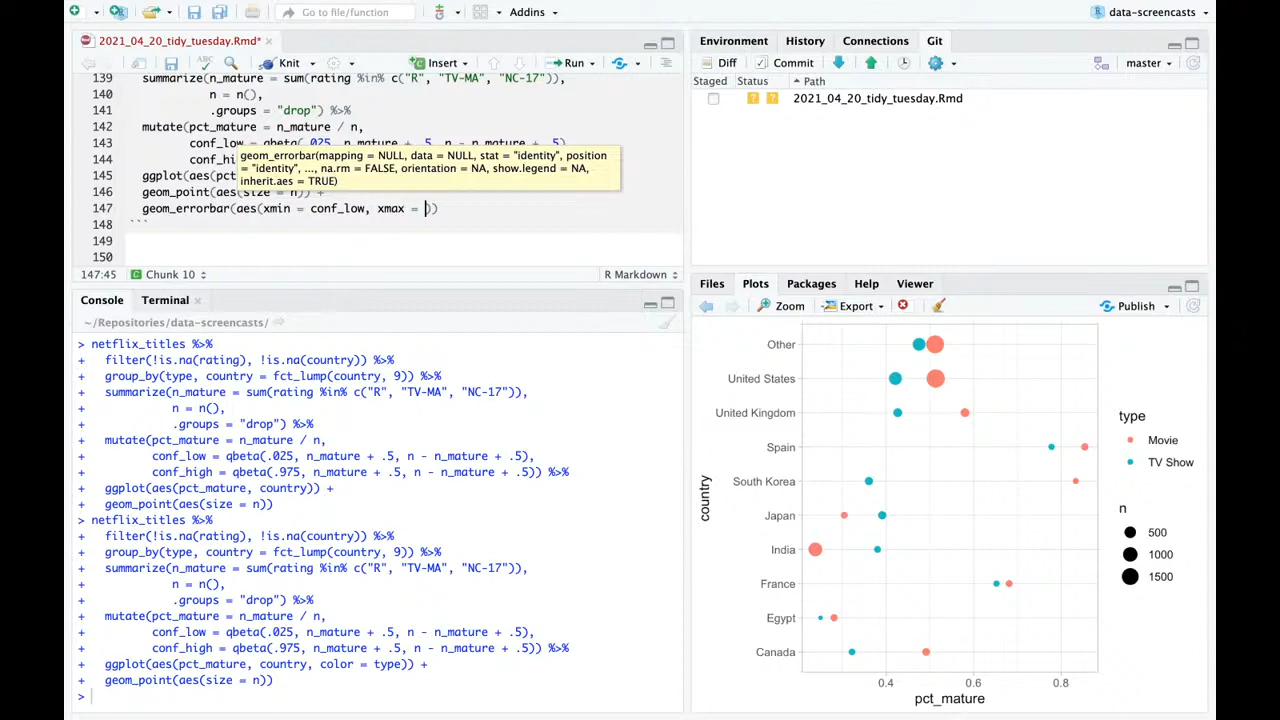 Go to file/function
Addins
data-screencasts
2021_04_20_tidy_tuesday.Rmd*
ABC
Knit
Insert
Run
139 summarize(n_mature = sum(rating %in% c("R", "TV-MA", "NC-17")),
140 n = n(),
141 .groups = "drop") %>%
142 mutate(pct_mature = n_mature / n,
143 conf_low = qbeta(.025, n_mature + .5, n - n_mature + .5),
144 conf_hi
145 ggplot(aes(pct
146 geom_point(aes(size = n)) +
147 geom_errorbar(aes(xmin = conf_low, xmax = ))
148 ```
149
150
geom_errorbar(mapping = NULL, data = NULL, stat = "identity", position
= "identity", ..., na.rm = FALSE, orientation = NA, show.legend = NA,
inherit.aes = TRUE)
147:45 Chunk 10 R Markdown
Console Terminal
~/Repositories/data-screencasts/
> netflix_titles %>%
+ filter(!is.na(rating), !is.na(country)) %>%
+ group_by(type, country = fct_lump(country, 9)) %>%
+ summarize(n_mature = sum(rating %in% c("R", "TV-MA", "NC-17")),
+ n = n(),
+ .groups = "drop") %>%
+ mutate(pct_mature = n_mature / n,
+ conf_low = qbeta(.025, n_mature + .5, n - n_mature + .5),
+ conf_high = qbeta(.975, n_mature + .5, n - n_mature + .5)) %>%
+ ggplot(aes(pct_mature, country)) +
+ geom_point(aes(size = n))
> netflix_titles %>%
+ filter(!is.na(rating), !is.na(country)) %>%
+ group_by(type, country = fct_lump(country, 9)) %>%
+ summarize(n_mature = sum(rating %in% c("R", "TV-MA", "NC-17")),
+ n = n(),
+ .groups = "drop") %>%
+ mutate(pct_mature = n_mature / n,
+ conf_low = qbeta(.025, n_mature + .5, n - n_mature + .5),
+ conf_high = qbeta(.975, n_mature + .5, n - n_mature + .5)) %>%
+ ggplot(aes(pct_mature, country, color = type)) +
+ geom_point(aes(size = n))
>
Environment History Connections Git
Diff Commit master
Staged Status Path
? ? 2021_04_20_tidy_tuesday.Rmd
Files Plots Packages Help Viewer
Zoom Export Publish
Other
United States
United Kingdom
Spain
South Korea
Japan
India
France
Egypt
Canada
country
0.4 0.6 0.8
pct_mature
type
Movie
TV Show
n
500
1000
1500